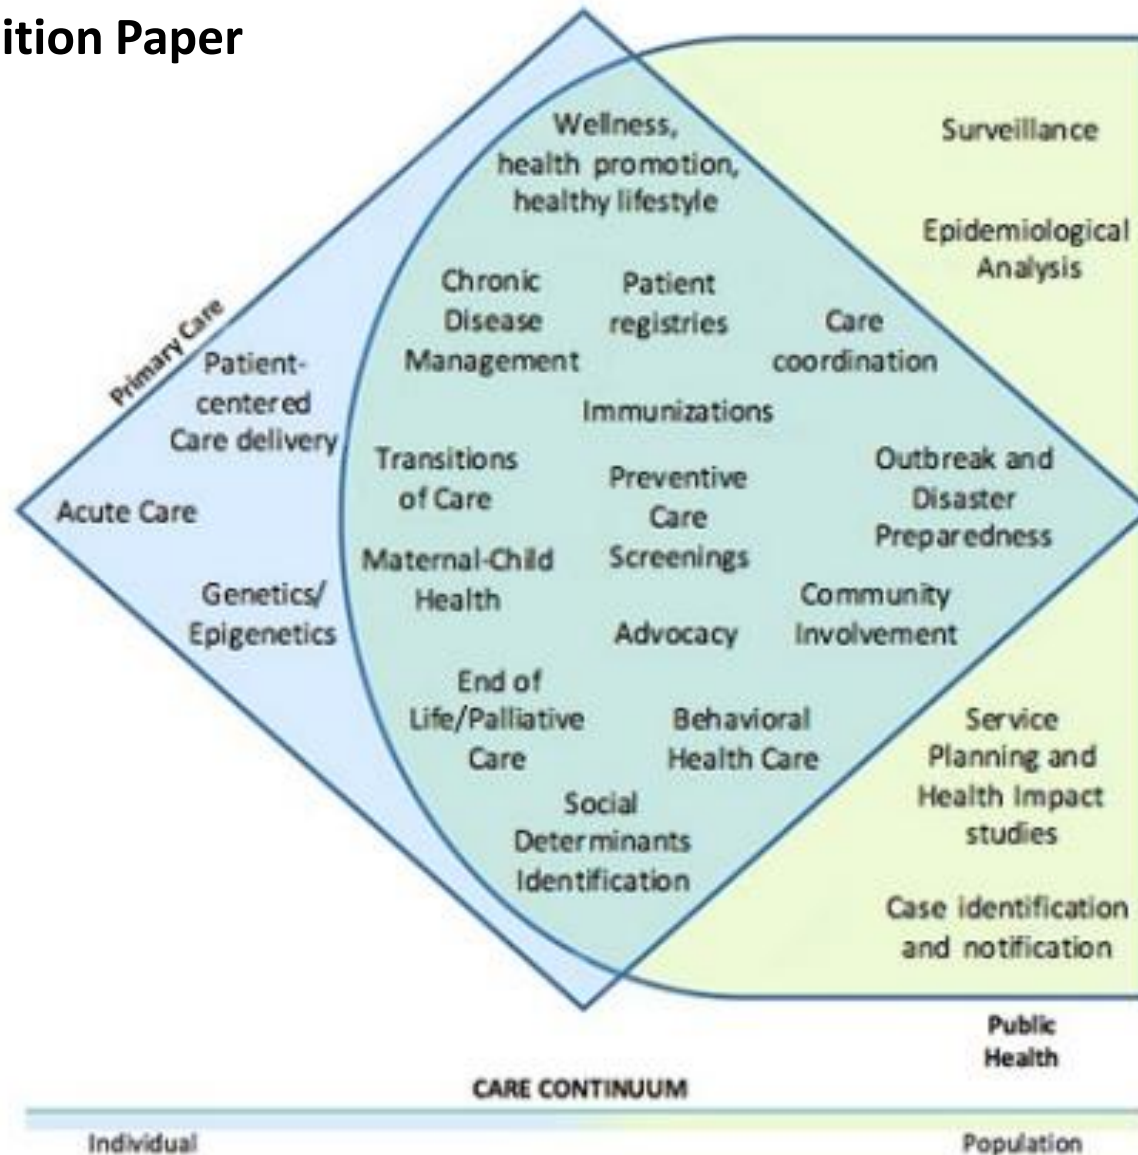 ition Paper
Wellness,
health promotion,
healthy lifestyle
Surveillance
Epidemiological
Analysis
Chronic
Disease
Management
Patient
registries
Care
coordination
Primary Care
Patient-
centered
Care delivery
Immunizations
Transitions
of Care
Preventive
Care
Screenings
Outbreak and
Disaster
Preparedness
Acute Care
Maternal-Child
Health
Genetics/
Epigenetics
Advocacy
Community
Involvement
End of
Life/Palliative
Care
Behavioral
Health Care
Service
Planning and
Health Impact
studies
Social
Determinants
Identification
Case identification
and notification
Public
Health
CARE CONTINUUM
Individual
Population